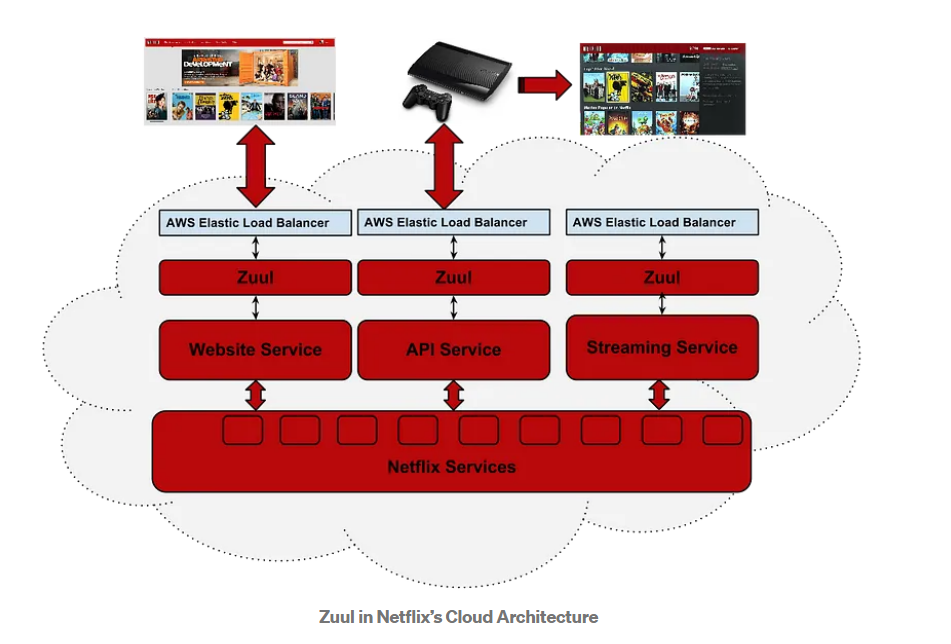 DEVELOPMENT
AWS Elastic Load Balancer
AWS Elastic Load Balancer
AWS Elastic Load Balancer
Zuul
Zuul
Zuul
Website Service
API Service
Streaming Service
Netflix Services
Zuul in Netflix's Cloud Architecture